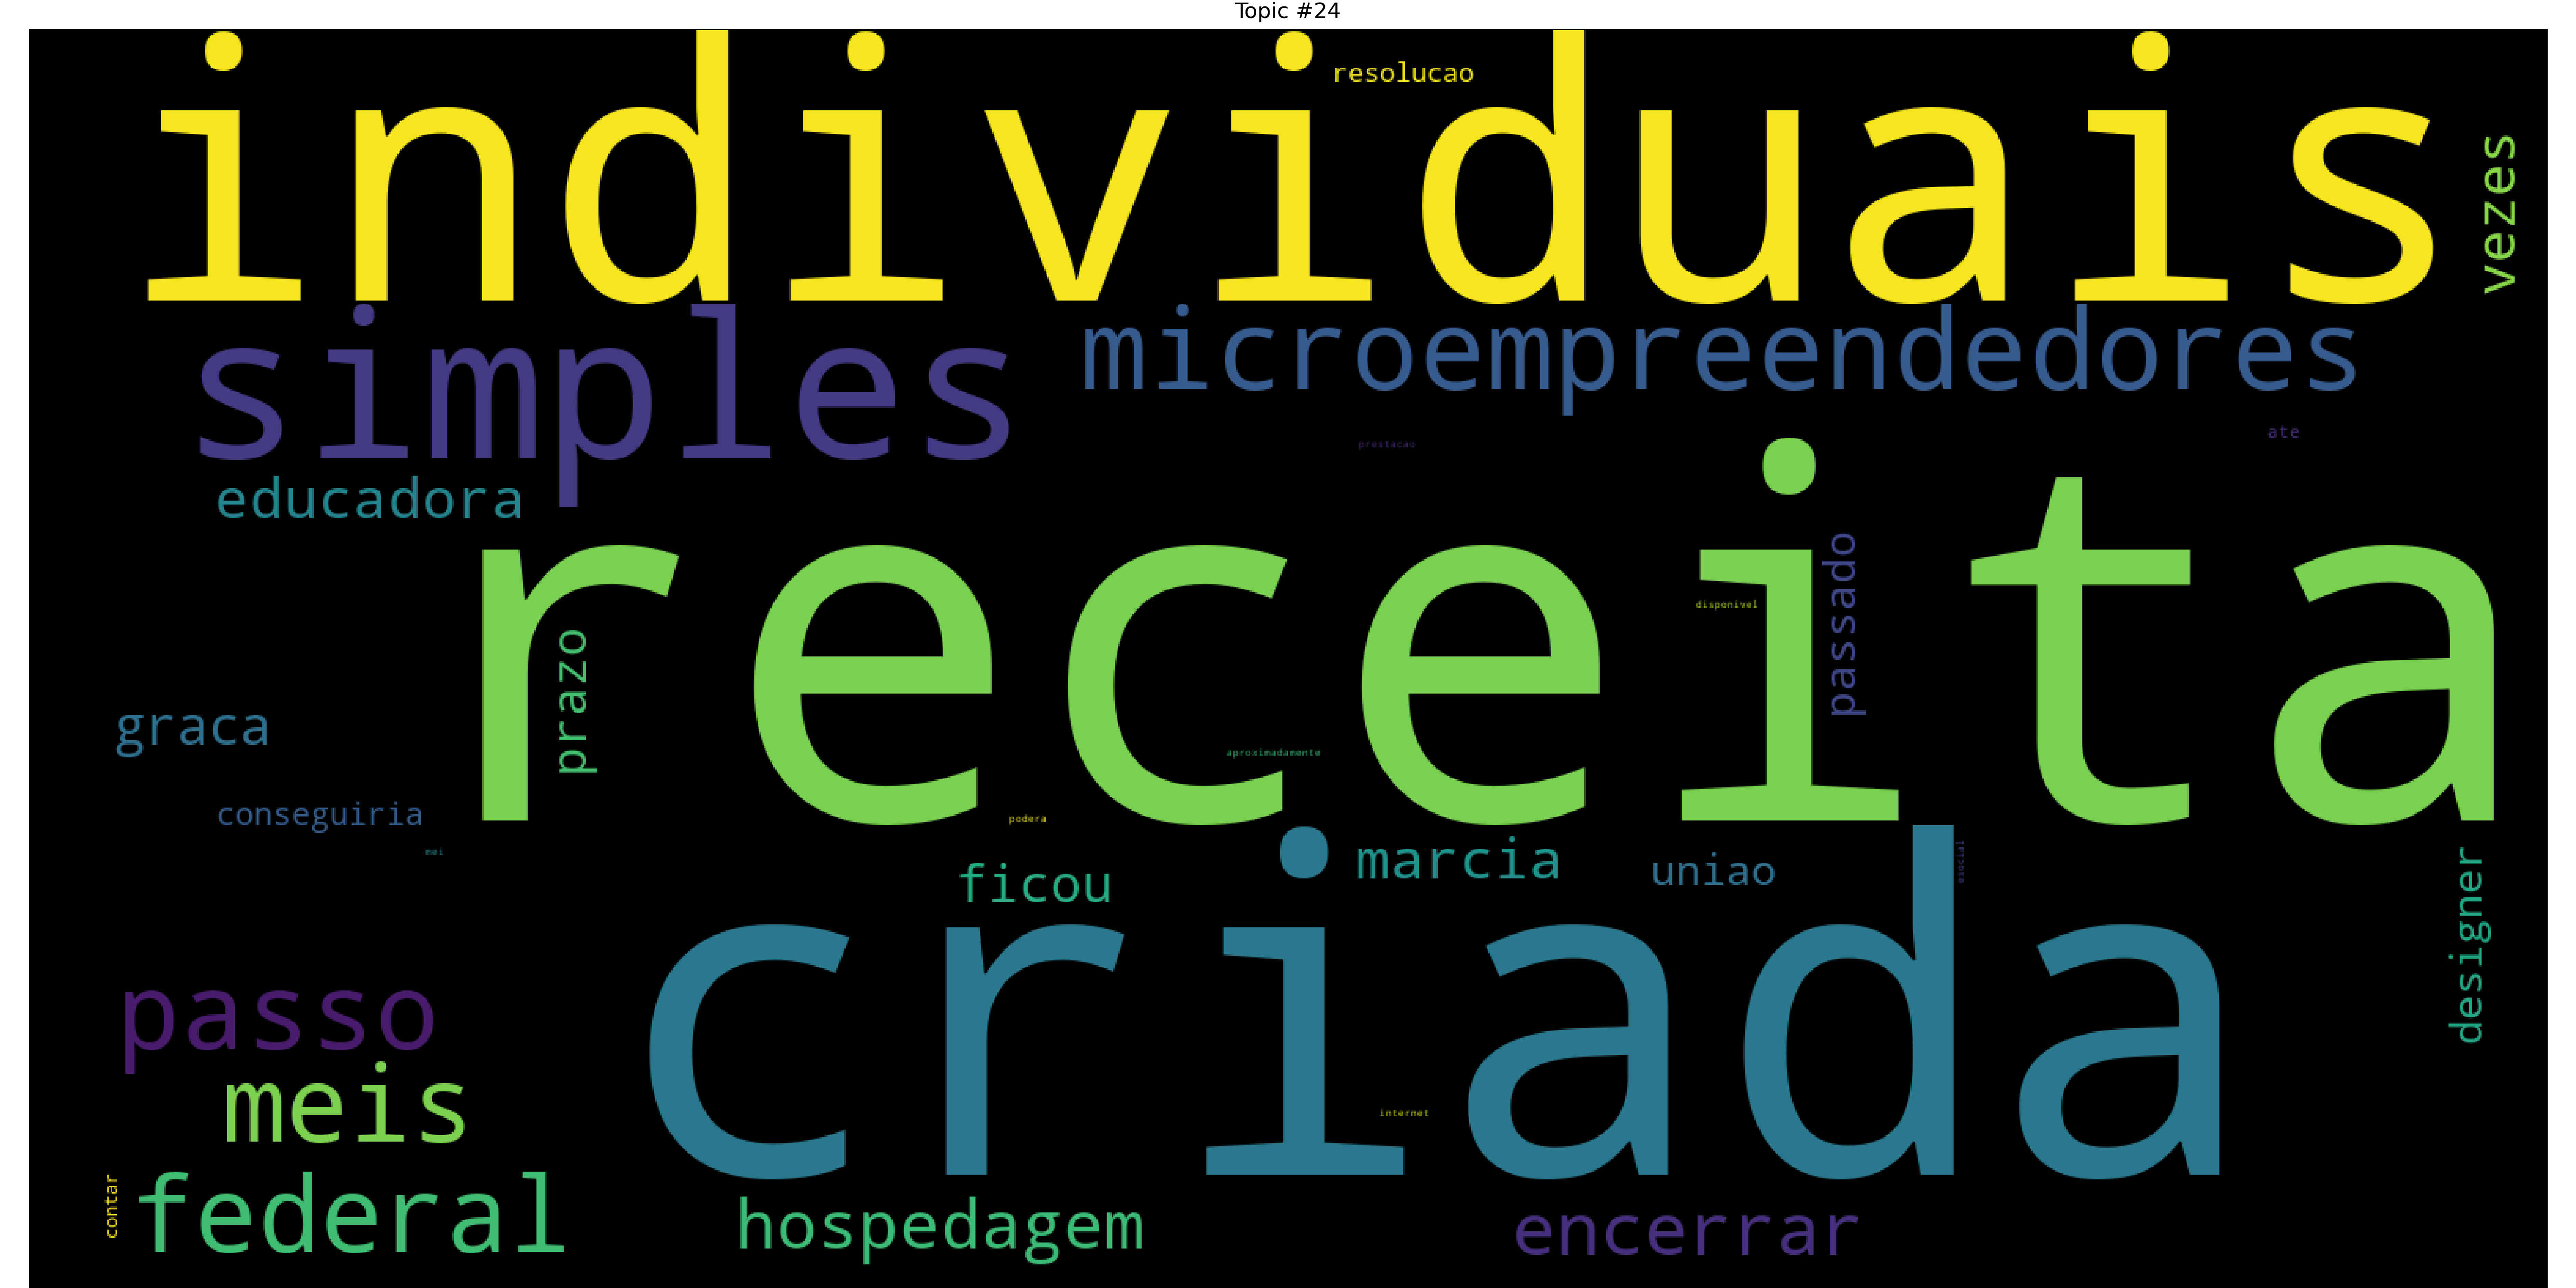 Topic #24
individuais
resolucao
vezes
simples
microempreendedores
prestacao
ate
educadora
receita
passado
disponivel
prazo
graca
aproximadamente
conseguiria
podera
mei
ficou
marcia
uniao
esocial
designer
criada
passo
meis
internet
contar
federal
hospedagem
encerrar